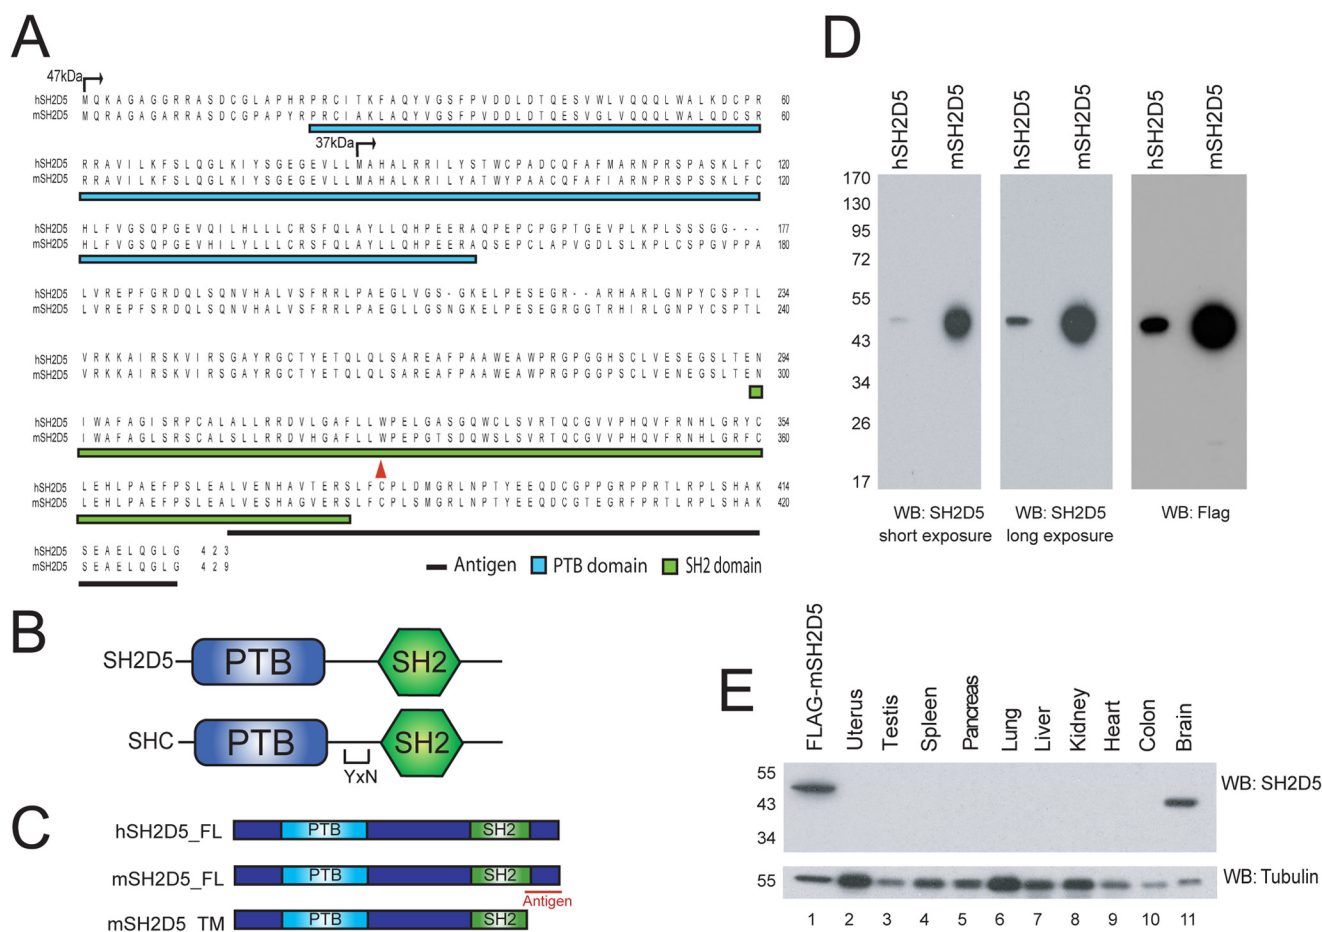 A
47kDa
hSH2D5 MQKAGAGGRRASDCGLAPHRPRCITKFAQYVGSFPVDDLDTQESVWLVQQQLWALKDCPR 60
mSH2D5 MQRAGAGARRASDCGPAPYRPRCIAKLAQYVGSFPVDDLDTQESVGLVQQQLWALQDCSR 60
37kDa
hSH2D5 RRAVILKFSLQGLKIYSGEGEVLLMAHALRRILYSTWCPADCQFAFMARNPRSPASKLFC 120
mSH2D5 RRAVILKFSLQGLKIYSGEGEVLLMAHALKRILYATWYPAACQFAFIARNPRSPSSKLFC 120
hSH2D5 HLFVGSQPGEVQILHLLLCRSFQLAYLLQHPEERAQPEPCPGPTGEVPLKPLSSSGG--- 177
mSH2D5 HLFVGSQPGEVHILYLLLCRSFQLAYLLQHPEERAQSEPCLAPVGDLSLKPLCSPGVPPA 180
hSH2D5 LVREPFGRDQLSQNVHALVSFRRLPAEGLVGS-GKELPESEGR--ARHARLGNPYCSPTL 234
mSH2D5 LVREPFSRDQLSQNVHALVSFRRLPAEGLLGSNGKELPESEGRGGTRHIRLGNPYCSPTL 240
hSH2D5 VRKKAIRSKVIRSGAYRGCTYETQLQLSAREAFPAAWEAWPRGPGGHSCLVESEGSLTEN 294
mSH2D5 VRKKAIRSKVIRSGAYRGCTYETQLQLSAREAFPAAWEAWPRGPGGPSCLVENEGSLTEN 300
hSH2D5 IWAFAGISRPCALALLRRDVLGAFLLWPELGASGQWCLSVRTQCGVVPHQVFRNHLGRYC 354
mSH2D5 IWAFAGLSRSCALSLLRRDVHGAFLLWPEPGTSDQWSLSVRTQCGVVPHQVFRNHLGRFC 360
hSH2D5 LEHLPAEFPSLEALVENHAVTERSLFCPLDMGRLNPTYEEQDCGPPGRPPRTLRPLSHAK 414
mSH2D5 LEHLPAEFPSLEALVESHAGVERSLFCPLSMGRLNPTYEEQDCGTEGRFPRTLRPLSHAK 420
hSH2D5 SEAELQGLG 423
mSH2D5 SEAELQGLG 429
Antigen PTB domain SH2 domain
B
SH2D5 PTB SH2
SHC PTB SH2
YxN
C
hSH2D5_FL PTB SH2
mSH2D5_FL PTB SH2
Antigen
mSH2D5_TM PTB SH2
D
hSH2D5 mSH2D5 hSH2D5 mSH2D5 hSH2D5 mSH2D5
170
130
95
72
55
43
34
26
17
WB: SH2D5 short exposure
WB: SH2D5 long exposure
WB: Flag
E
FLAG-mSH2D5 Uterus Testis Spleen Pancreas Lung Liver Kidney Heart Colon Brain
55
43
34
WB: SH2D5
55
WB: Tubulin
1 2 3 4 5 6 7 8 9 10 11